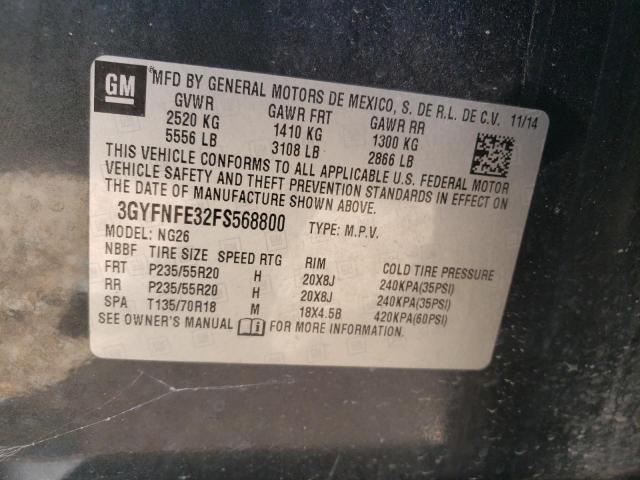 GM ® MFD BY GENERAL MOTORS DE MEXICO, S. DE R.L. DE C.V. 11/14
GVWR GAWR FRT GAWR RR
2520 KG 1410 KG 1300 KG
5556 LB 3108 LB 2866 LB
THIS VEHICLE CONFORMS TO ALL APPLICABLE U.S. FEDERAL MOTOR
VEHICLE SAFETY AND THEFT PREVENTION STANDARDS IN EFFECT ON
THE DATE OF MANUFACTURE SHOWN ABOVE.
3GYFNFE32FS568800 TYPE: M.P.V.
MODEL: NG26
NBBF TIRE SIZE SPEED RTG RIM COLD TIRE PRESSURE
FRT P235/55R20 H 20X8J 240KPA(35PSI)
RR P235/55R20 H 20X8J 240KPA(35PSI)
SPA T135/70R18 M 18X4.5B 420KPA(60PSI)
SEE OWNER'S MANUAL FOR MORE INFORMATION.